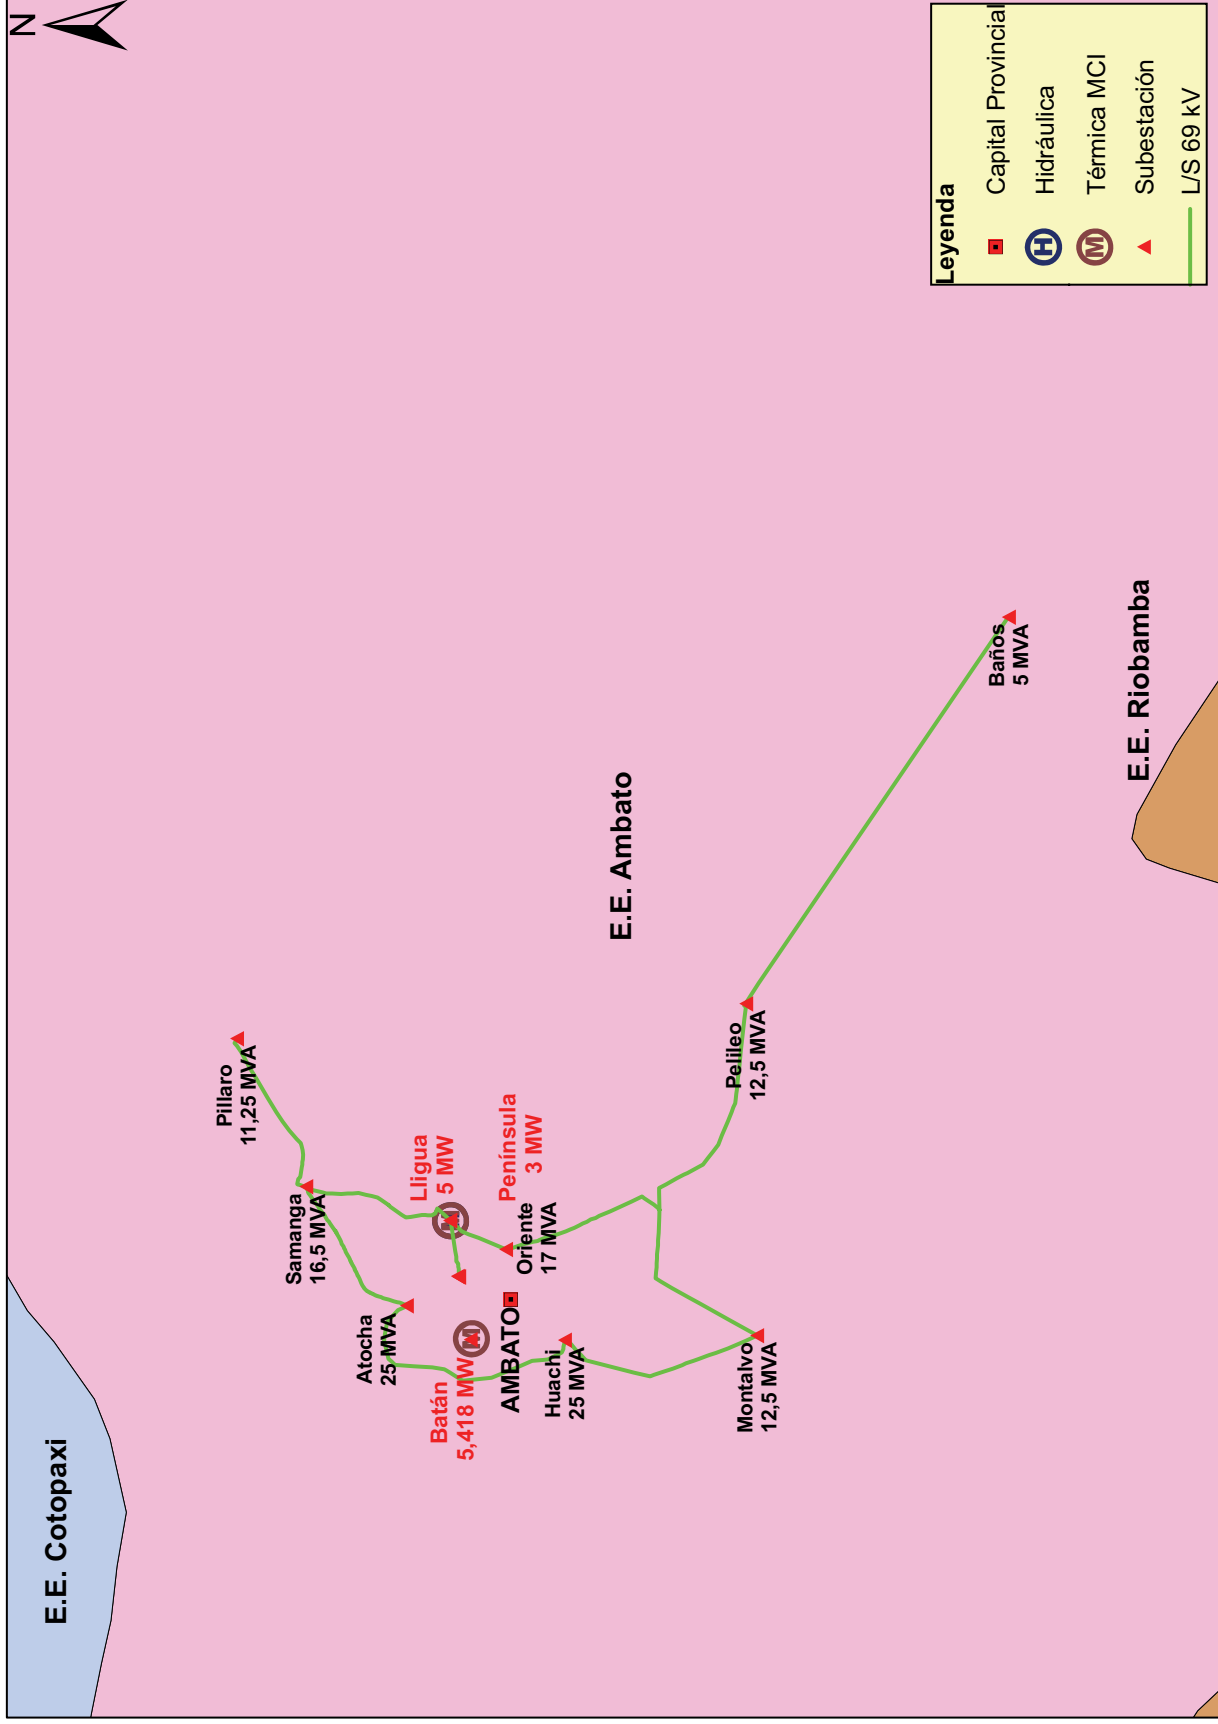 N
E.E. Cotopaxi
Pillaro
11,25 MVA
Samanga
16,5 MVA
Atocha
25 MVA
Lligua
5 MW
M
Batán
5,418 MW
M
Península
3 MW
AMBATO
Oriente
17 MVA
Huachi
25 MVA
E.E. Ambato
Pelileo
12,5 MVA
Montalvo
12,5 MVA
Baños
5 MVA
E.E. Riobamba
Leyenda
Capital Provincial
H Hidráulica
M Térmica MCI
Subestación
L/S 69 kV